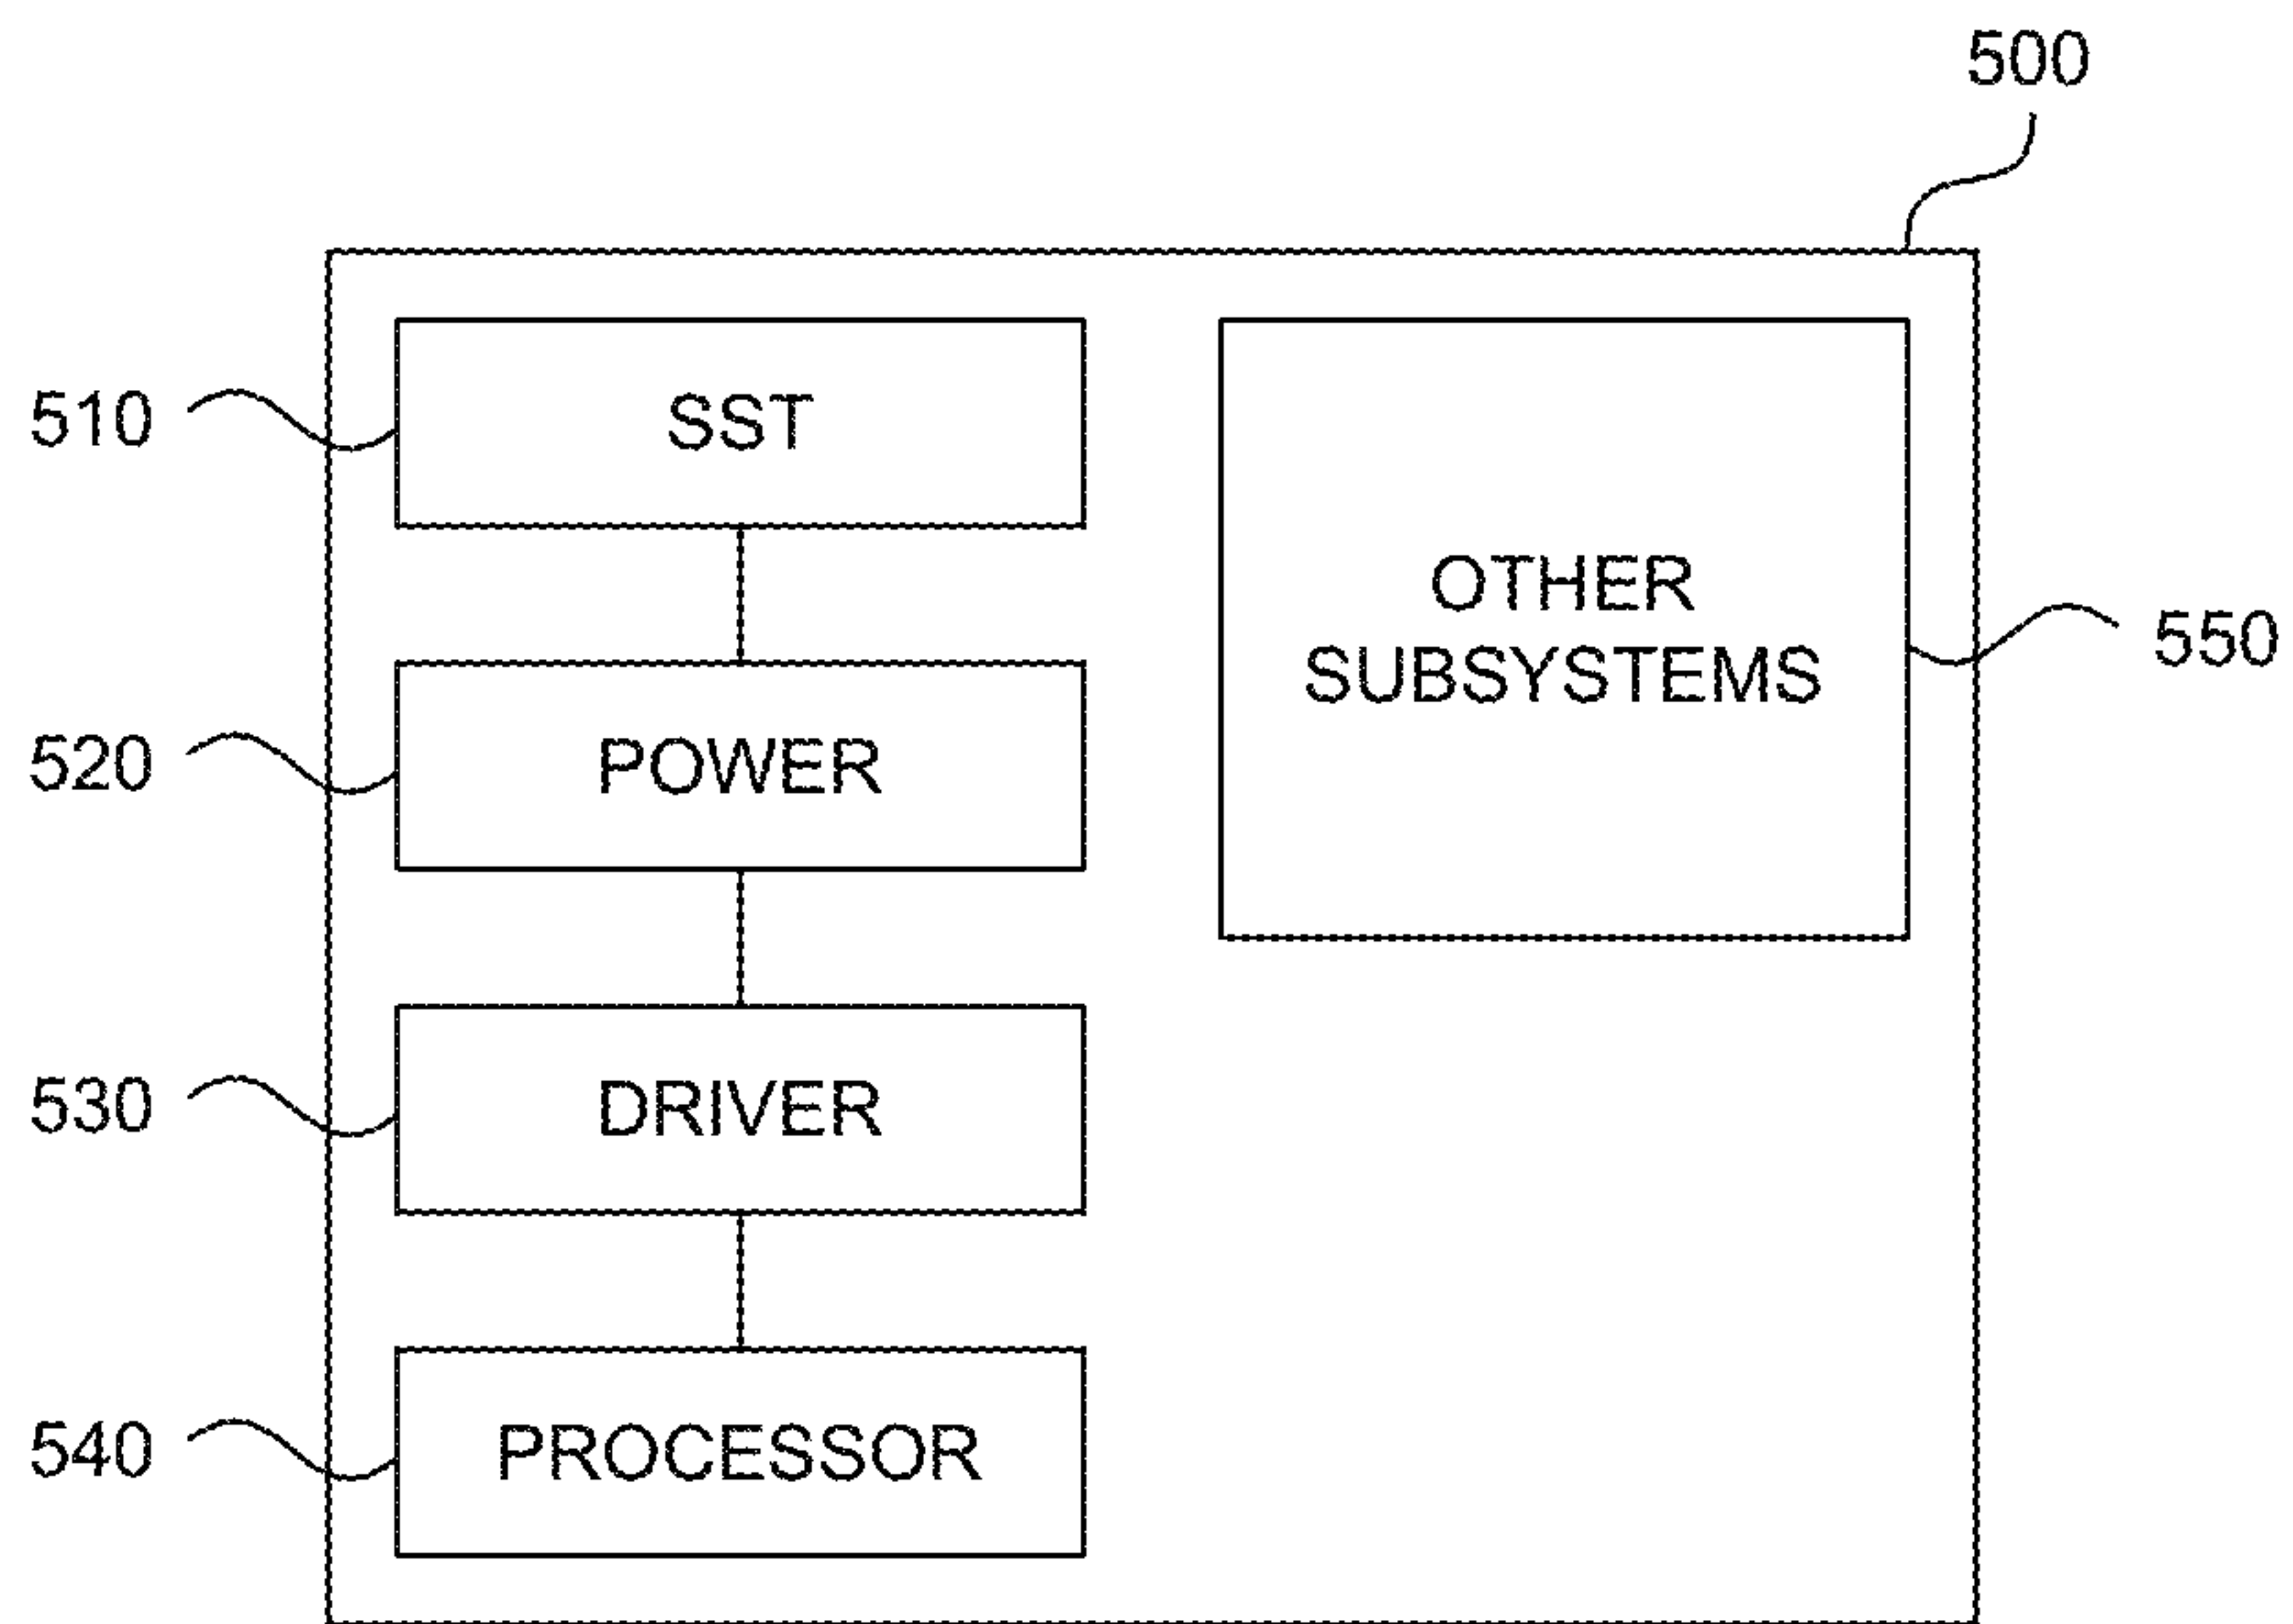 500
510
SST
OTHER
SUBSYSTEMS
550
520
POWER
530
DRIVER
540
PROCESSOR